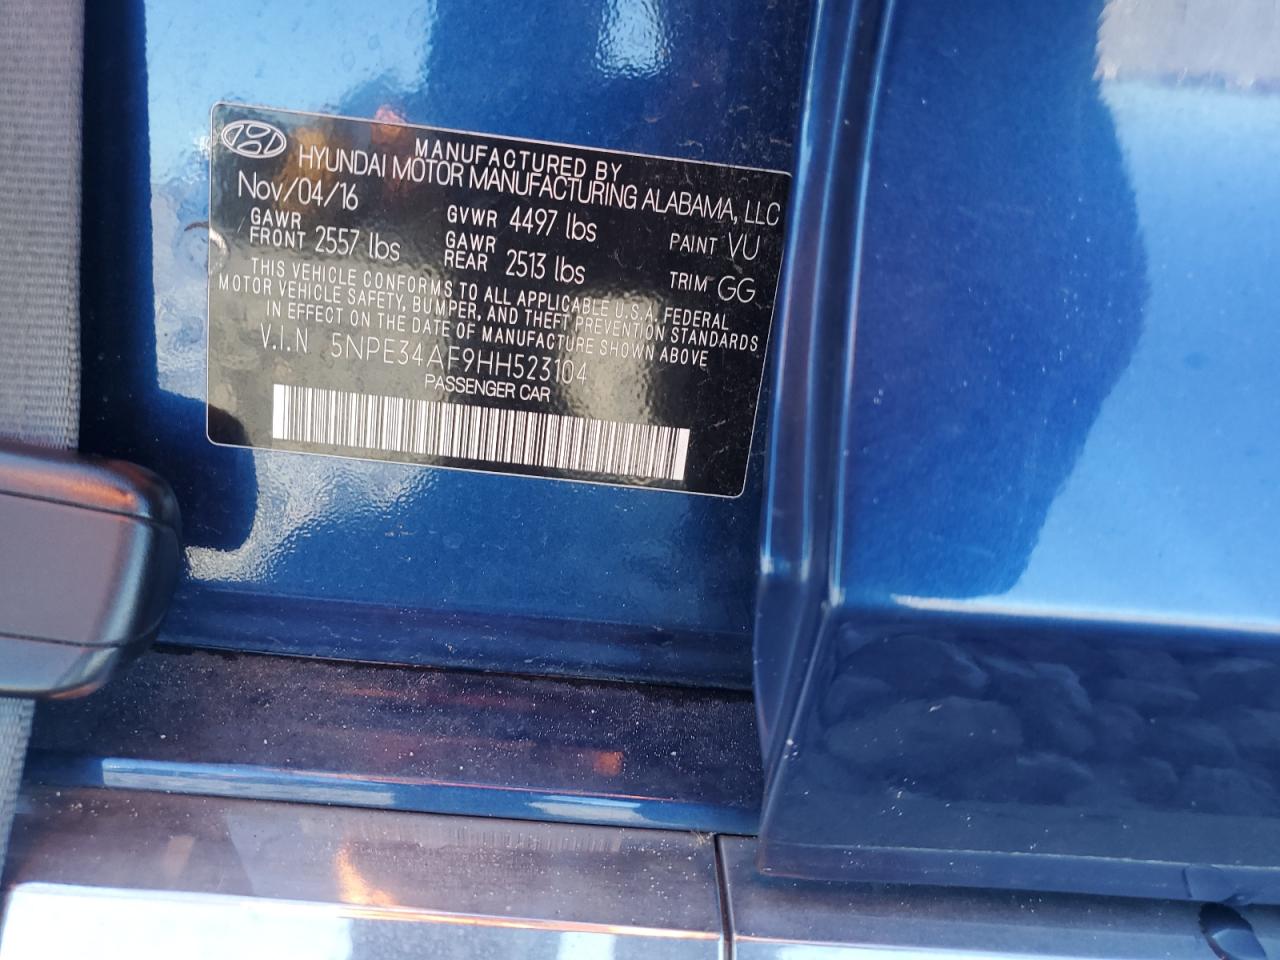 MANUFACTURED BY
HYUNDAI MOTOR MANUFACTURING ALABAMA, LLC
Nov/04/16
GAWR FRONT 2557 lbs
GVWR 4497 lbs
GAWR REAR 2513 lbs
PAINT VU
TRIM GG
THIS VEHICLE CONFORMS TO ALL APPLICABLE U.S.A. FEDERAL
MOTOR VEHICLE SAFETY, BUMPER, AND THEFT PREVENTION STANDARDS
IN EFFECT ON THE DATE OF MANUFACTURE SHOWN ABOVE
V.I.N 5NPE34AF9HH523104
PASSENGER CAR